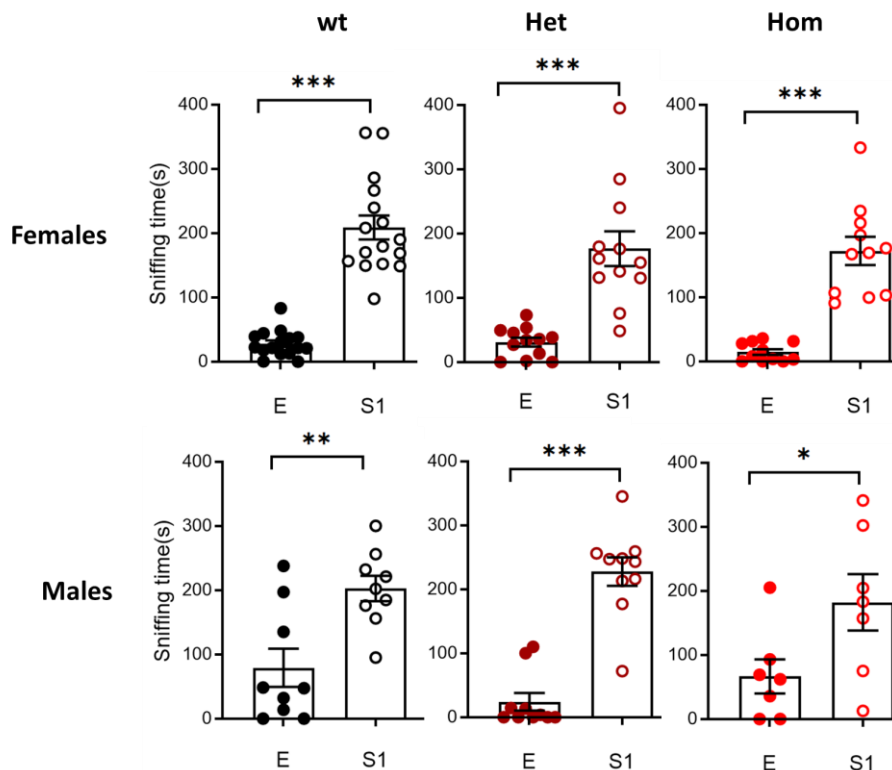 wt Het Hom
*** *** ***
400 400 400
300 300 300
Females
Sniffing time(s)
200 200 200
100 100 100
0 0 0
E S1 E S1 E S1
** *** *
400 400 400
300 300 300
Males
Sniffing time(s)
200 200 200
100 100 100
0 0 0
E S1 E S1 E S1